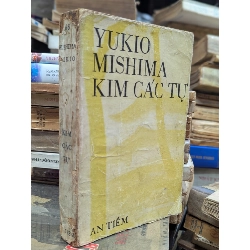 YUKIO
MISHIMA
KIM CÁC TỰ
AN TIÊM